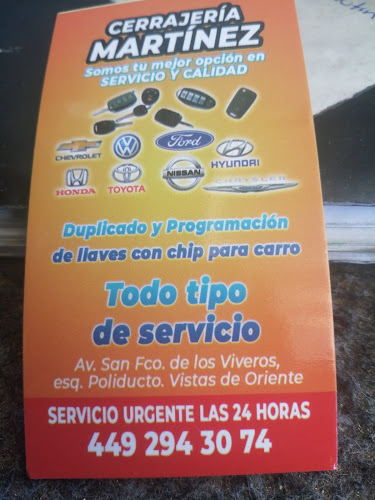 CERRAJERÍA
MARTÍNEZ
Somos tu mejor opción en
SERVICIO Y CALIDAD
CHEVROLET
Ford
HYUNDAI
HONDA
TOYOTA
NISSAN
CHRYSLER
Duplicado y Programación
de llaves con chip para carro
Todo tipo
de servicio
Av. San Fco. de los Viveros,
esq. Poliducto. Vistas de Oriente
SERVICIO URGENTE LAS 24 HORAS
449 294 30 74